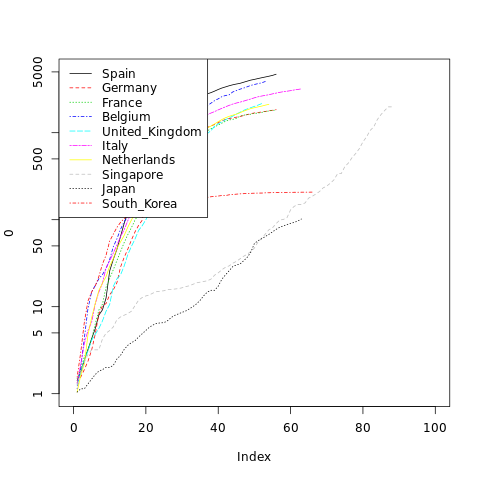 Spain
Germany
France
Belgium
United_Kingdom
Italy
Netherlands
Singapore
Japan
South_Korea
5000
500
50
10
5
1
0
0 20 40 60 80 100
Index